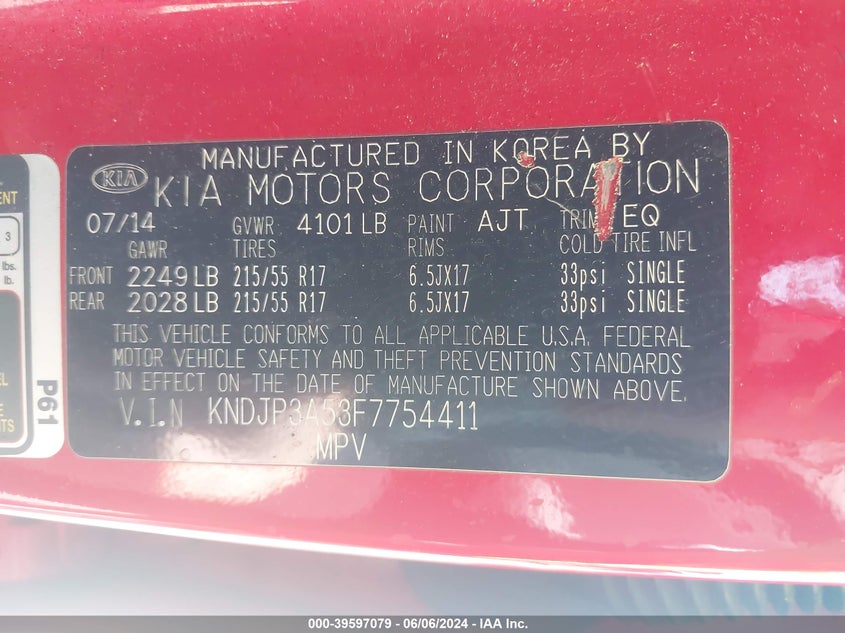 MANUFACTURED IN KOREA BY
KIA KIA MOTORS CORPORATION
07/14 GVWR 4101 LB PAINT AJT TRIM EQ
GAWR TIRES RIMS COLD TIRE INFL
FRONT 2249 LB 215/55 R17 6.5JX17 33psi SINGLE
REAR 2028 LB 215/55 R17 6.5JX17 33psi SINGLE
THIS VEHICLE CONFORMS TO ALL APPLICABLE U.S.A. FEDERAL
MOTOR VEHICLE SAFETY AND THEFT PREVENTION STANDARDS
IN EFFECT ON THE DATE OF MANUFACTURE SHOWN ABOVE.
V.I.N KNDJP3A53F7754411
MPV
3
lbs.
lb.
P61
000-39597079 - 06/06/2024 - IAA, Inc.